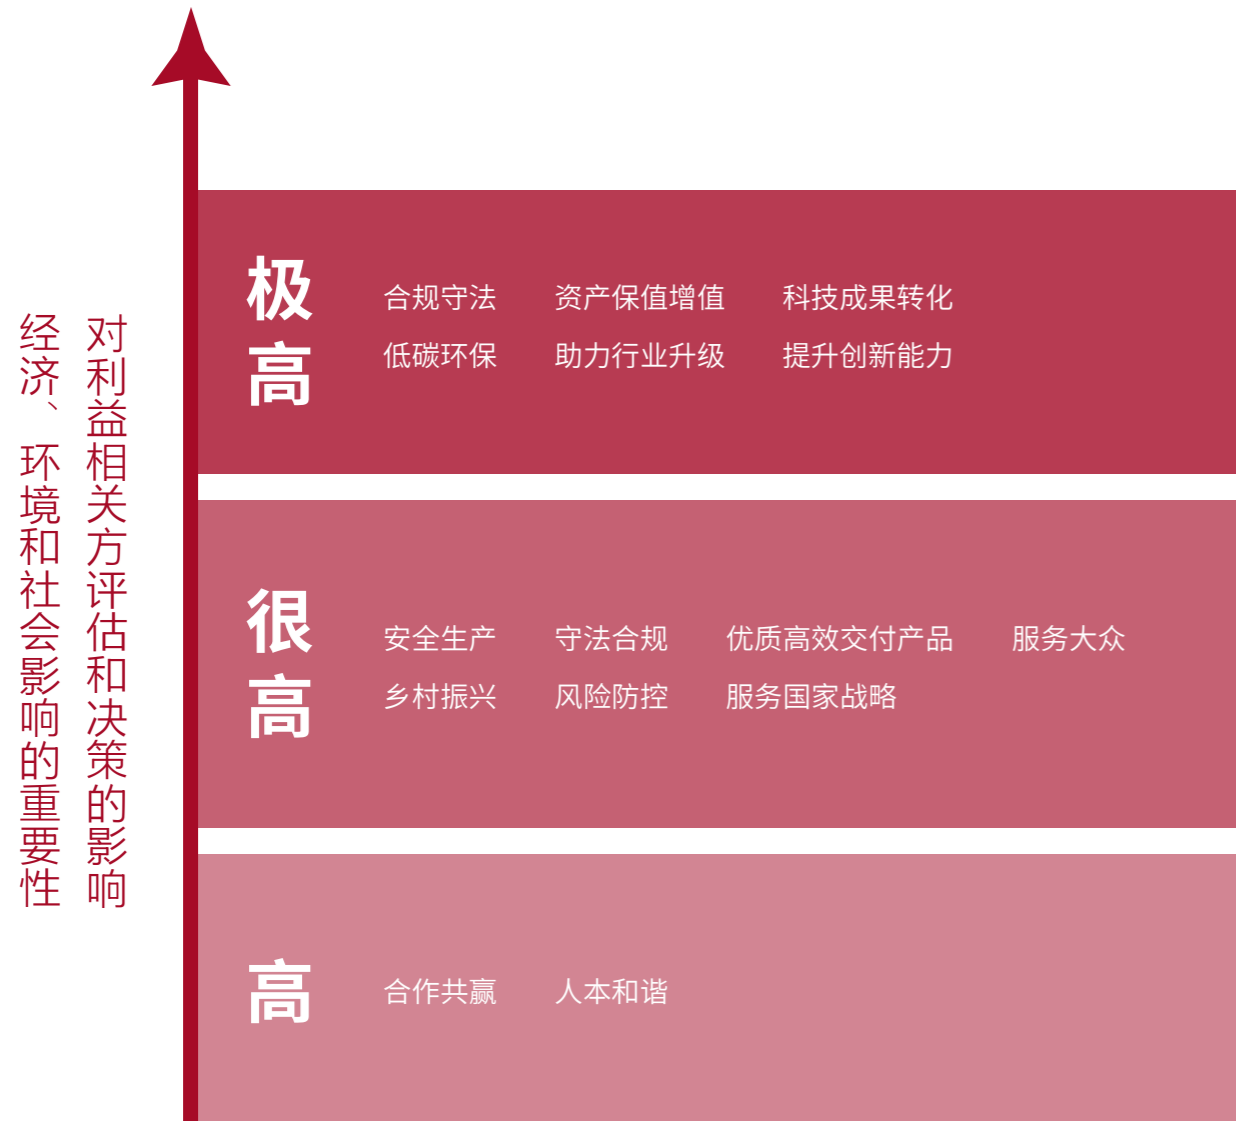 对利益相关方评估和决策的影响
经济、环境和社会影响的重要性
极高
合规守法 资产保值增值 科技成果转化
低碳环保 助力行业升级 提升创新能力
很高
安全生产 守法合规 优质高效交付产品 服务大众
乡村振兴 风险防控 服务国家战略
高
合作共赢 人本和谐